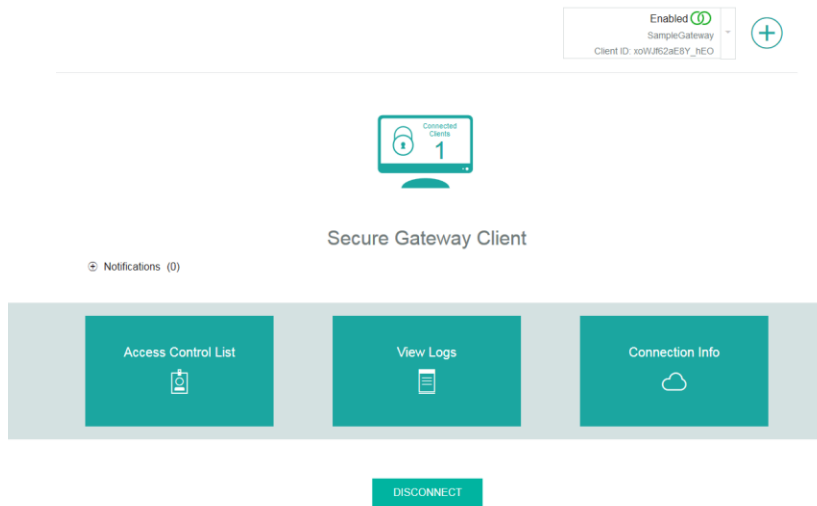 Enabled
SampleGateway
Client ID: xoWJf62aE8Y_hEO
Connected
Clients
1
Secure Gateway Client
Notifications (0)
Access Control List
View Logs
Connection Info
DISCONNECT